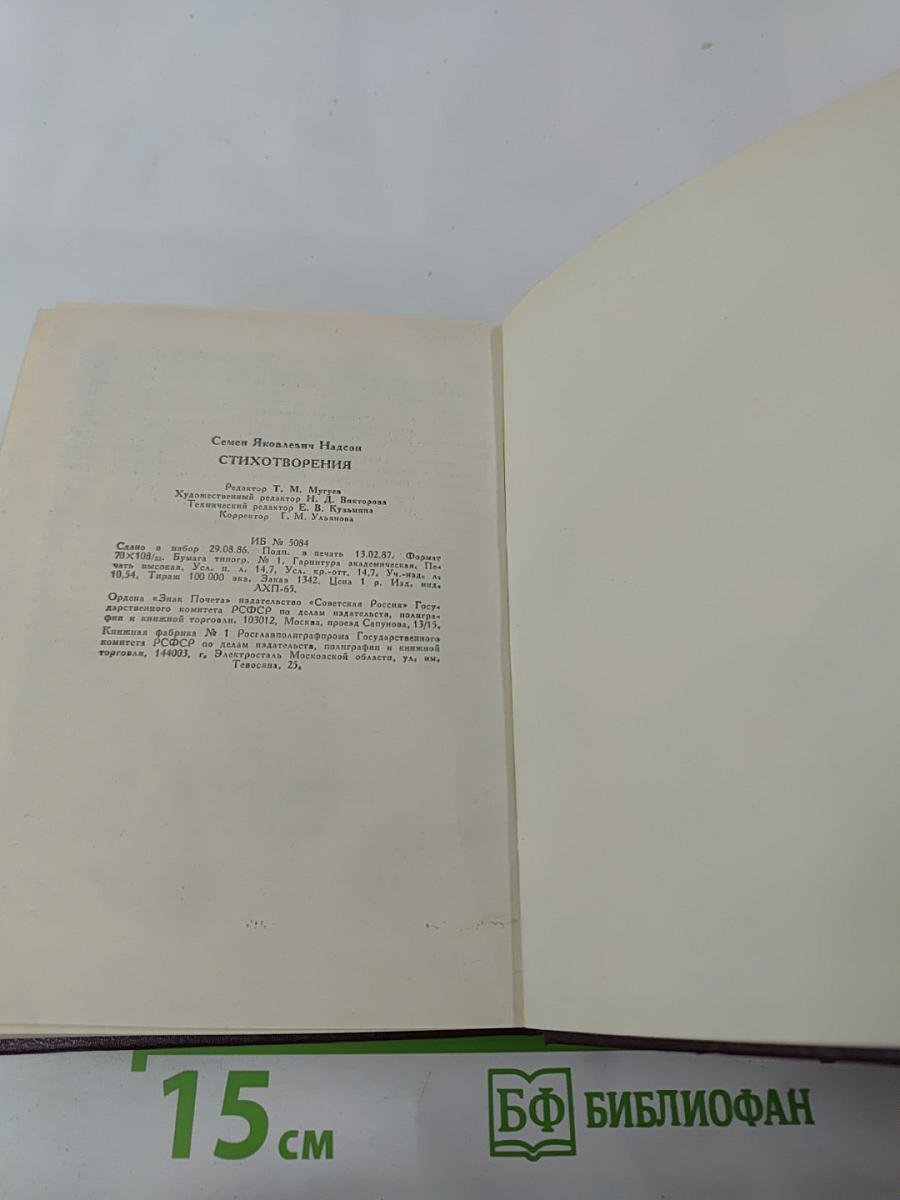 Семен Яковлевич Надсон
СТИХОТВОРЕНИЯ
Редактор Т. М. Мугуев
Художественный редактор Н. Д. Викторова
Технический редактор Е. В. Кузьмина
Корректор Г. М. Ульянова
ИБ № 5084
Сдано в набор 29.08.86. Подп. в печать 13.02.87. Формат
70×108/32. Бумага типогр. № 1. Гарнитура академическая. Пе-
чать высокая. Усл. п. л. 14,7. Усл. кр.-отт. 14,7. Уч.-изд. л.
10,54. Тираж 100 000 экз. Заказ 1342. Цена 1 р. Изд. инд.
ЛХП-65.
Ордена «Знак Почета» издательство «Советская Россия» Госу-
дарственного комитета РСФСР по делам издательств, полигра-
фии и книжной торговли. 103012, Москва, проезд Сапунова, 13/15.
Книжная фабрика № 1 Росглавполиграфпрома Государственного
комитета РСФСР по делам издательств, полиграфии и книжной
торговли. 144003, г. Электросталь Московской области, ул. им.
Тевосяна, 25.
15 см
БФ БИБЛИОФАН